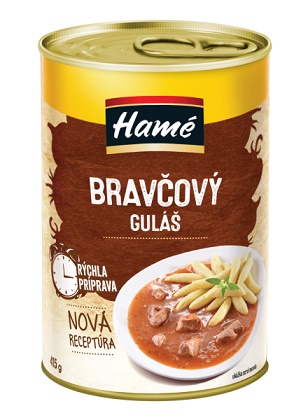 Hamé
BRAVČOVÝ
GULÁŠ
RÝCHLA
PRÍPRAVA
NOVÁ
RECEPTÚRA
415 g